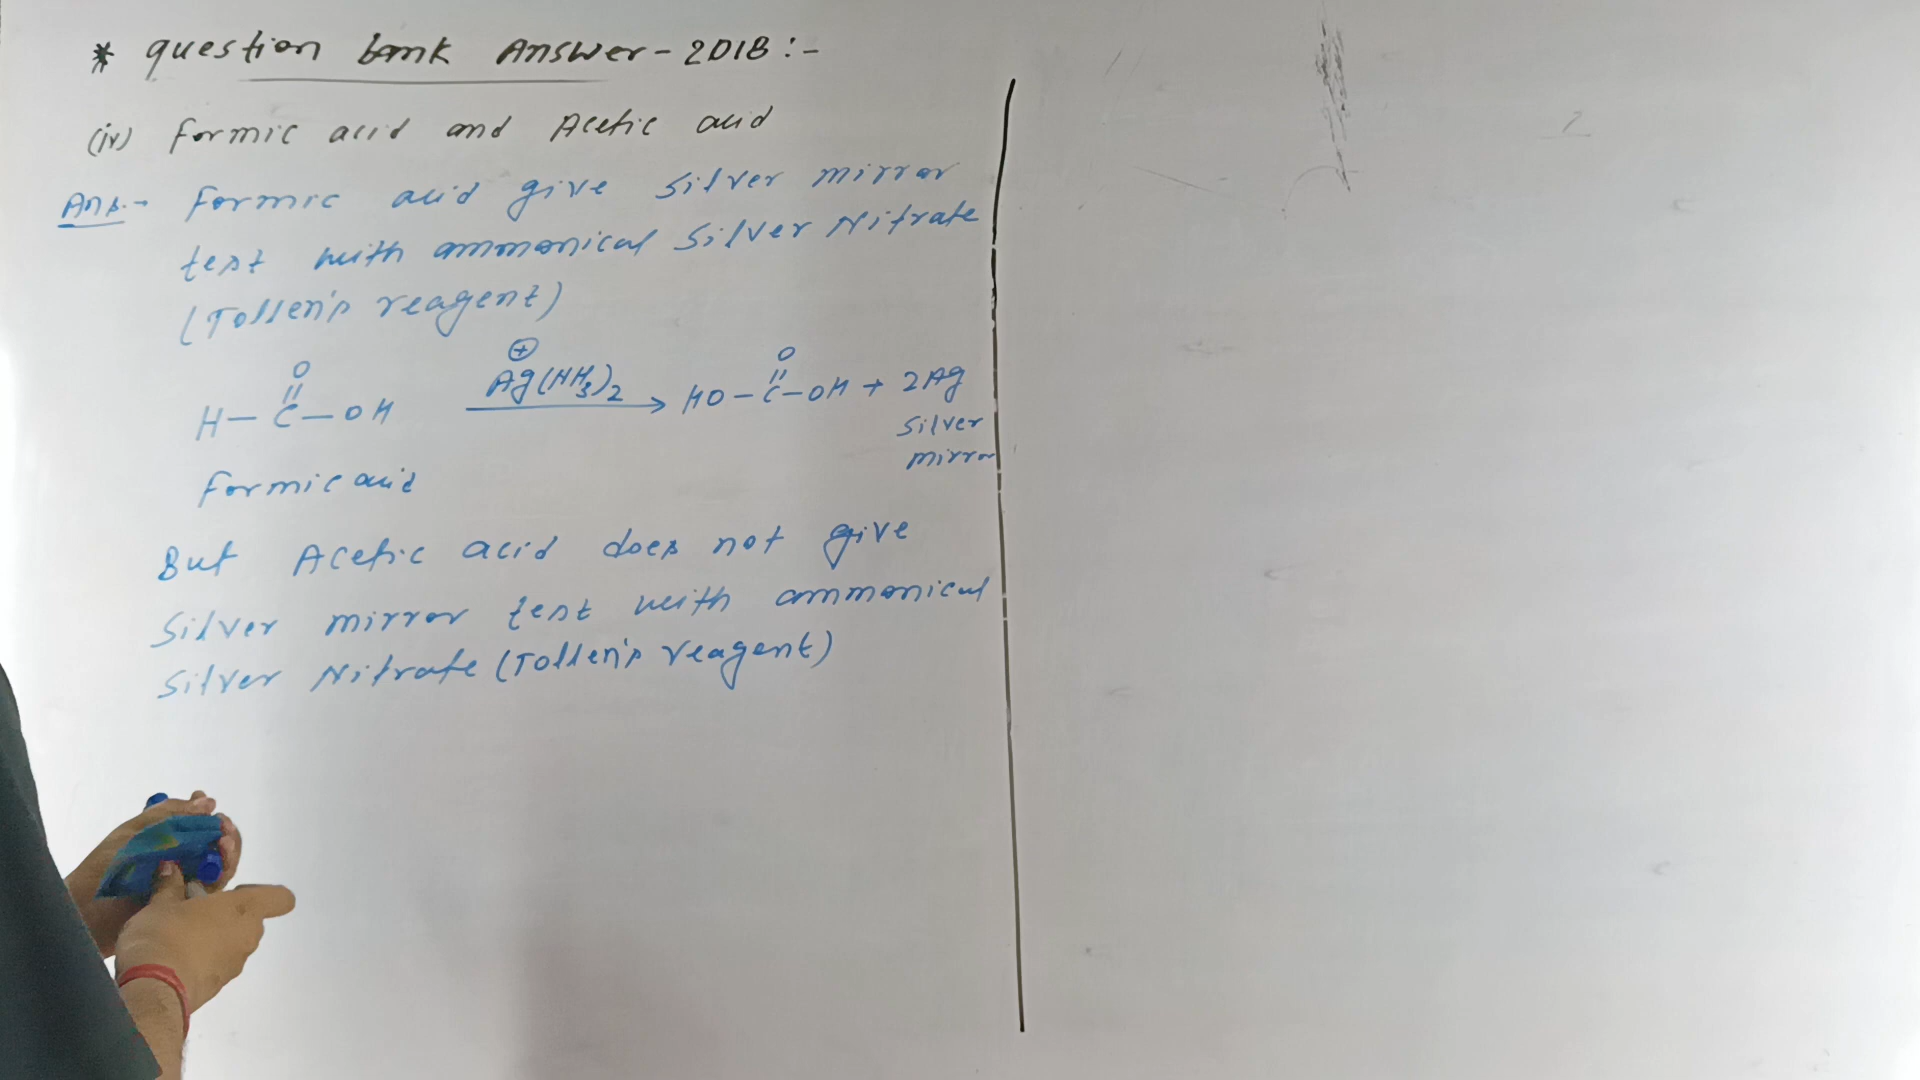 * question bank Answer - 2018 :-
(iv) formic acid and Acetic acid
Ans.- formic acid give silver mirror
test with ammonical Silver Nitrate
(Tollen's reagent)
H - C - OH Ag(NH3)2 ⊕ → HO - C - OH + 2Ag
O O
|| ||
Silver
mirror
formic acid
But Acetic acid does not give
Silver mirror test with ammonical
Silver Nitrate (Tollen's reagent)